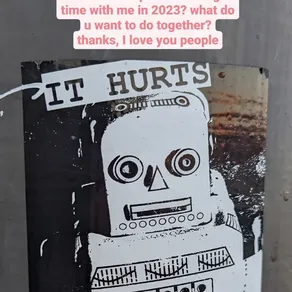 time with me in 2023? what do
u want to do together?
thanks, I love you people
IT HURTS